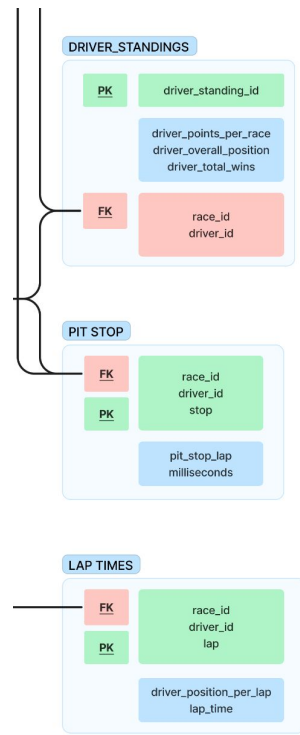 DRIVER_STANDINGS
PK
driver_standing_id
driver_points_per_race
driver_overall_position
driver_total_wins
FK
race_id
driver_id
PIT STOP
FK
PK
race_id
driver_id
stop
pit_stop_lap
milliseconds
LAP TIMES
FK
PK
race_id
driver_id
lap
driver_position_per_lap
lap_time